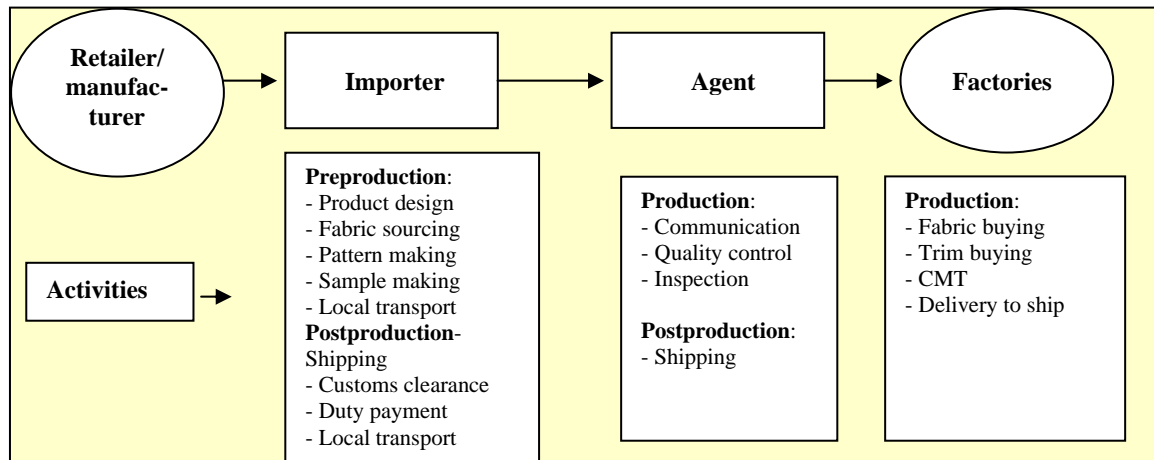 Retailer/
manufac-
turer
Importer
Agent
Factories
Activities
Preproduction:
- Product design
- Fabric sourcing
- Pattern making
- Sample making
- Local transport
Postproduction-
Shipping
- Customs clearance
- Duty payment
- Local transport
Production:
- Communication
- Quality control
- Inspection
Postproduction:
- Shipping
Production:
- Fabric buying
- Trim buying
- CMT
- Delivery to ship